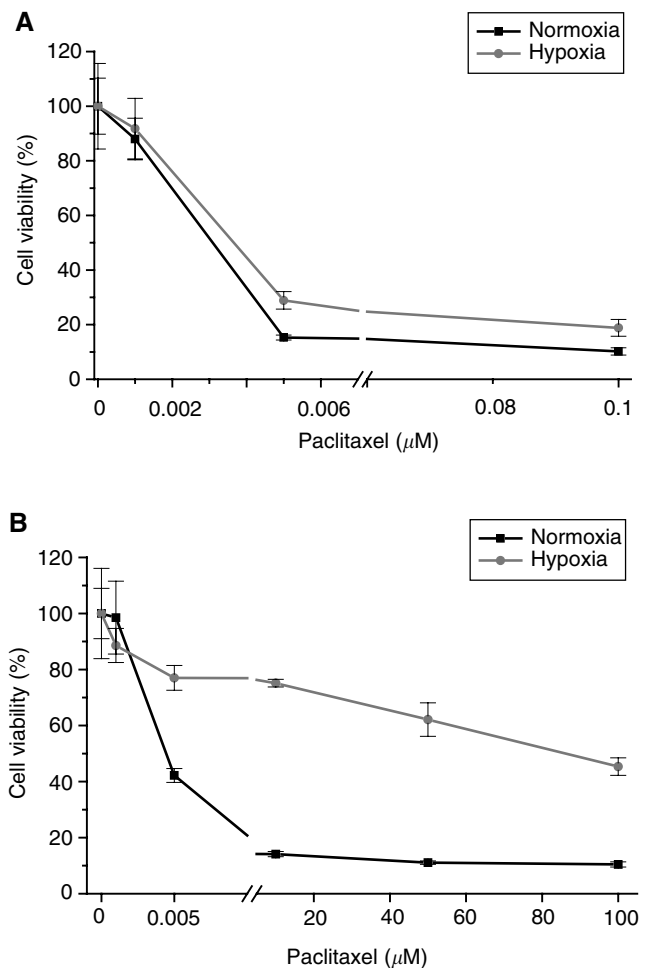 A
Normoxia
Hypoxia
120
100
80
60
40
20
0
Cell viability (%)
0 0.002 0.006 0.08 0.1
Paclitaxel (μM)
B
Normoxia
Hypoxia
120
100
80
60
40
20
0
Cell viability (%)
0 0.005 20 40 60 80 100
Paclitaxel (μM)